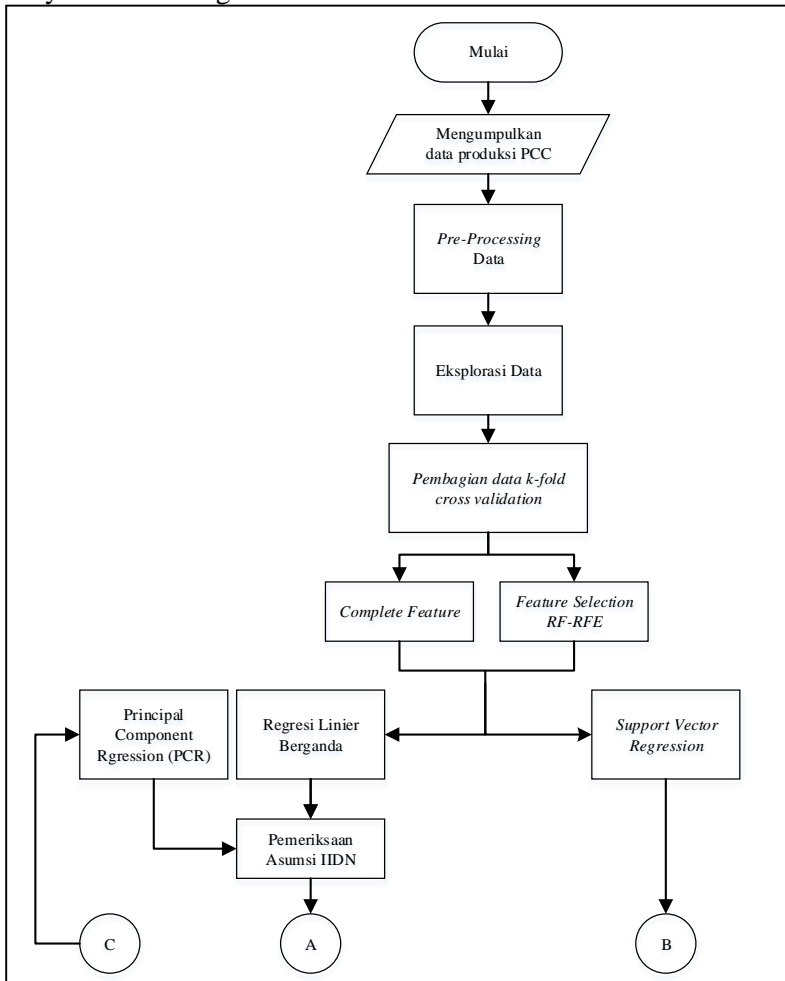 Mulai
Mengumpulkan
data produksi PCC
Pre-Processing
Data
Eksplorasi Data
Pembagian data k-fold
cross validation
Complete Feature
Feature Selection
RF-RFE
Principal
Component
Rgression (PCR)
Regresi Linier
Berganda
Support Vector
Regression
Pemeriksaan
Asumsi IIDN
C
A
B